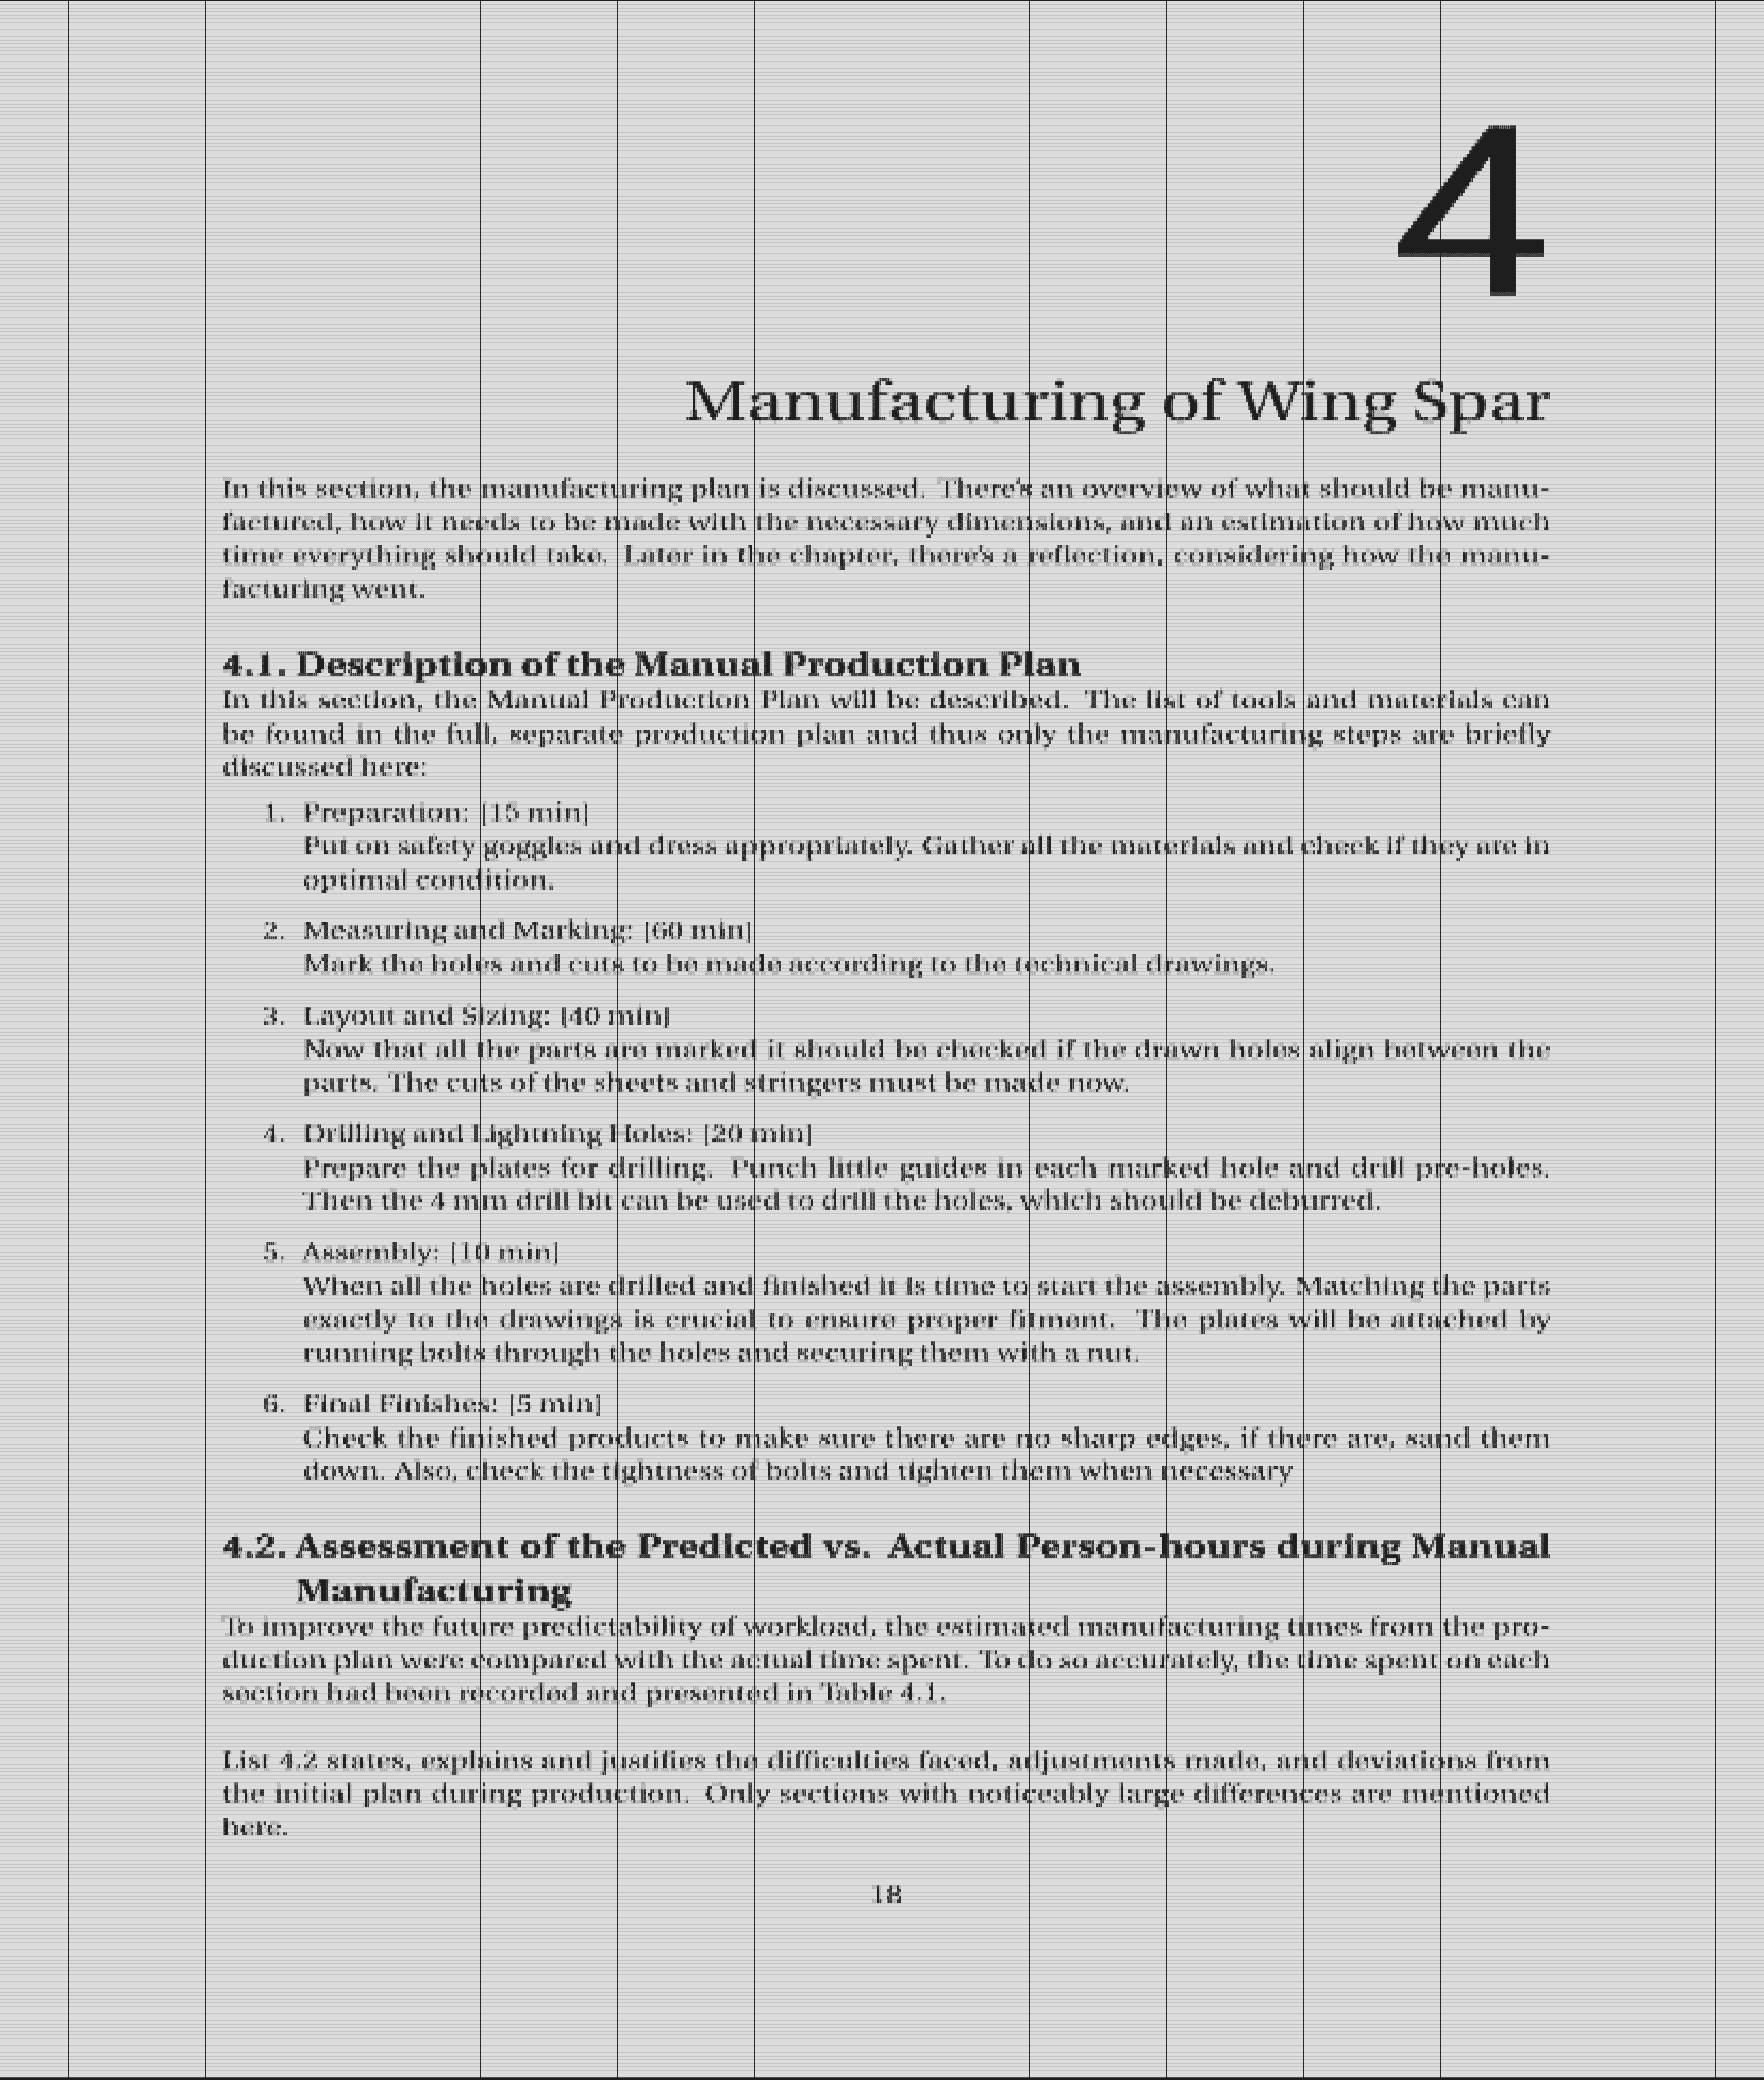 4
Manufacturing of Wing Spar
In this section, the manufacturing plan is discussed. There's an overview of what should be manu-
factured, how it needs to be made with the necessary dimensions, and an estimation of how much
time everything should take. Later in the chapter, there's a reflection, considering how the manu-
facturing went.
4.1. Description of the Manual Production Plan
In this section, the Manual Production Plan will be described. The list of tools and materials can
be found in the full, separate production plan and thus only the manufacturing steps are briefly
discussed here:
1. Preparation: [15 min]
Put on safety goggles and dress appropriately. Gather all the materials and check if they are in
optimal condition.
2. Measuring and Marking: [60 min]
Mark the holes and cuts to be made according to the technical drawings.
3. Layout and Sizing: [40 min]
Now that all the parts are marked it should be checked if the drawn holes align between the
parts. The cuts of the sheets and stringers must be made now.
4. Drilling and Lightning Holes: [20 min]
Prepare the plates for drilling. Punch little guides in each marked hole and drill pre-holes.
Then the 4 mm drill bit can be used to drill the holes, which should be deburred.
5. Assembly: [10 min]
When all the holes are drilled and finished it is time to start the assembly. Matching the parts
exactly to the drawings is crucial to ensure proper fitment. The plates will be attached by
running bolts through the holes and securing them with a nut.
6. Final Finishes: [5 min]
Check the finished products to make sure there are no sharp edges, if there are, sand them
down. Also, check the tightness of bolts and tighten them when necessary
4.2. Assessment of the Predicted vs. Actual Person-hours during Manual
Manufacturing
To improve the future predictability of workload, the estimated manufacturing times from the pro-
duction plan were compared with the actual time spent. To do so accurately, the time spent on each
section had been recorded and presented in Table 4.1.
List 4.2 states, explains and justifies the difficulties faced, adjustments made, and deviations from
the initial plan during production. Only sections with noticeably large differences are mentioned
here.
18